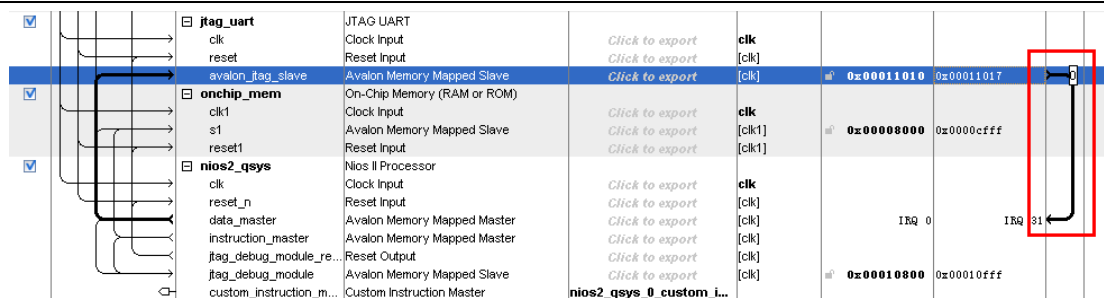 jtag_uart JTAG UART
clk Clock Input Click to export clk
reset Reset Input Click to export [clk]
avalon_jtag_slave Avalon Memory Mapped Slave Click to export [clk] 0x00011010 0x00011017 0
onchip_mem On-Chip Memory (RAM or ROM)
clk1 Clock Input Click to export clk
s1 Avalon Memory Mapped Slave Click to export [clk1] 0x00008000 0x0000cfff
reset1 Reset Input Click to export [clk1]
nios2_qsys Nios II Processor
clk Clock Input Click to export clk
reset_n Reset Input Click to export [clk]
data_master Avalon Memory Mapped Master Click to export [clk] IRQ 0 IRQ 31
instruction_master Avalon Memory Mapped Master Click to export [clk]
jtag_debug_module_re... Reset Output Click to export [clk]
jtag_debug_module Avalon Memory Mapped Slave Click to export [clk] 0x00010800 0x00010fff
custom_instruction_m... Custom Instruction Master nios2_qsys_0_custom_i...